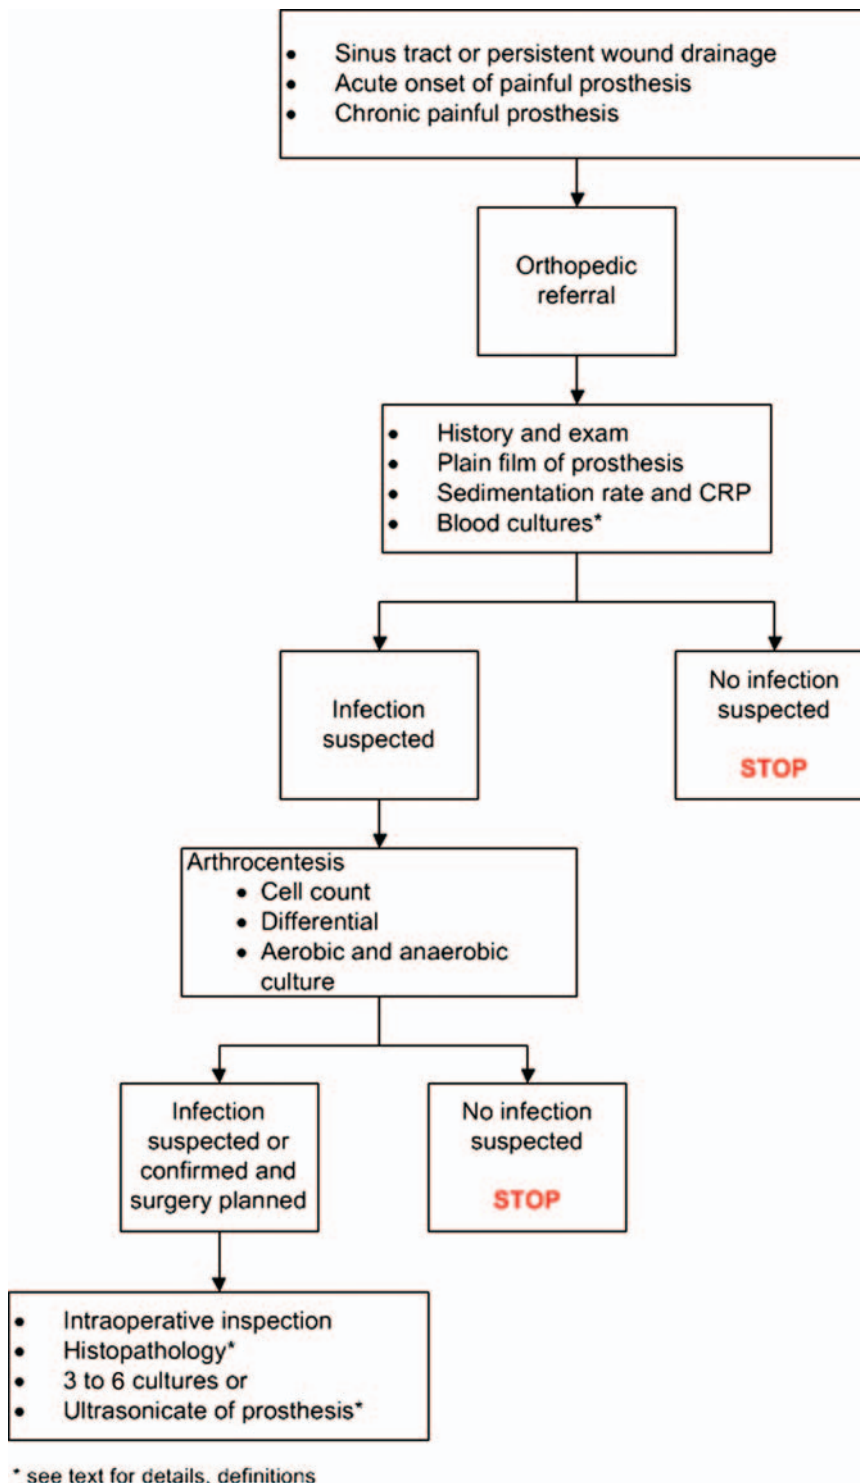 • Sinus tract or persistent wound drainage
• Acute onset of painful prosthesis
• Chronic painful prosthesis
Orthopedic
referral
• History and exam
• Plain film of prosthesis
• Sedimentation rate and CRP
• Blood cultures*
Infection
suspected
No infection
suspected
STOP
Arthrocentesis
• Cell count
• Differential
• Aerobic and anaerobic
culture
Infection
suspected or
confirmed and
surgery planned
No infection
suspected
STOP
• Intraoperative inspection
• Histopathology*
• 3 to 6 cultures or
• Ultrasonicate of prosthesis*
* see text for details, definitions